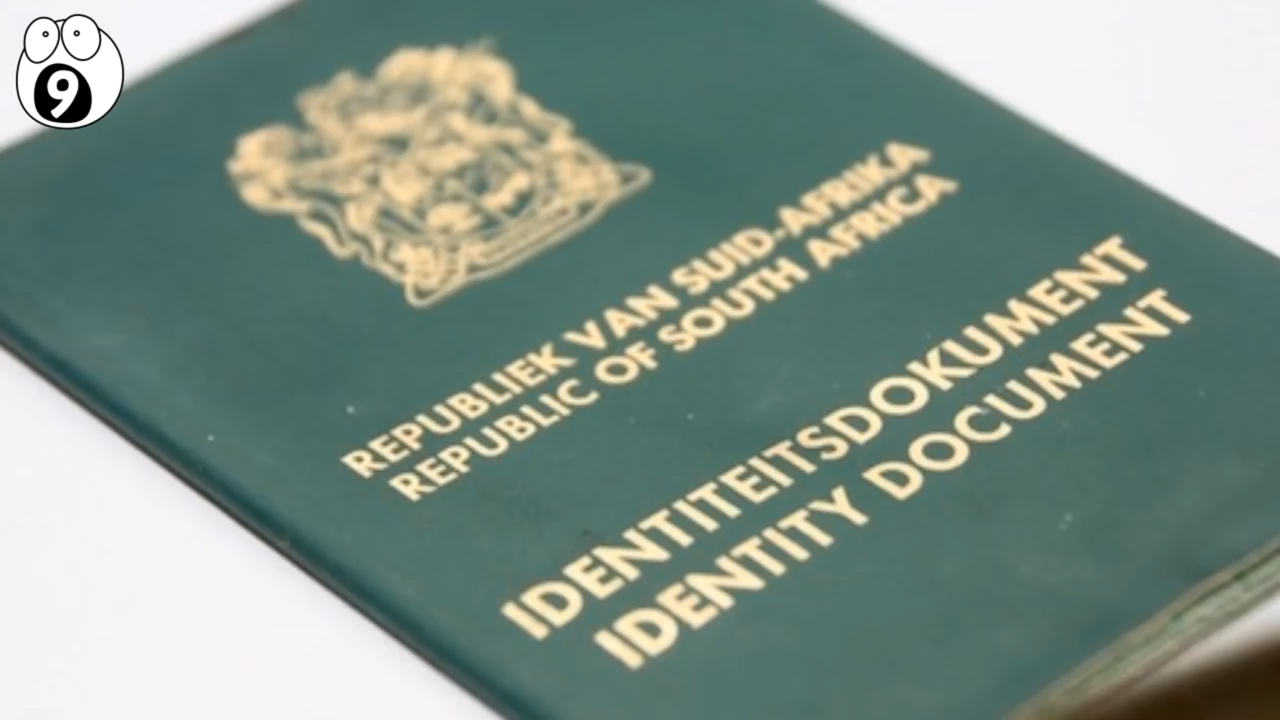 9
REPUBLIEK VAN SUID-AFRIKA
REPUBLIC OF SOUTH AFRICA
IDENTITEITSDOKUMENT
IDENTITY DOCUMENT